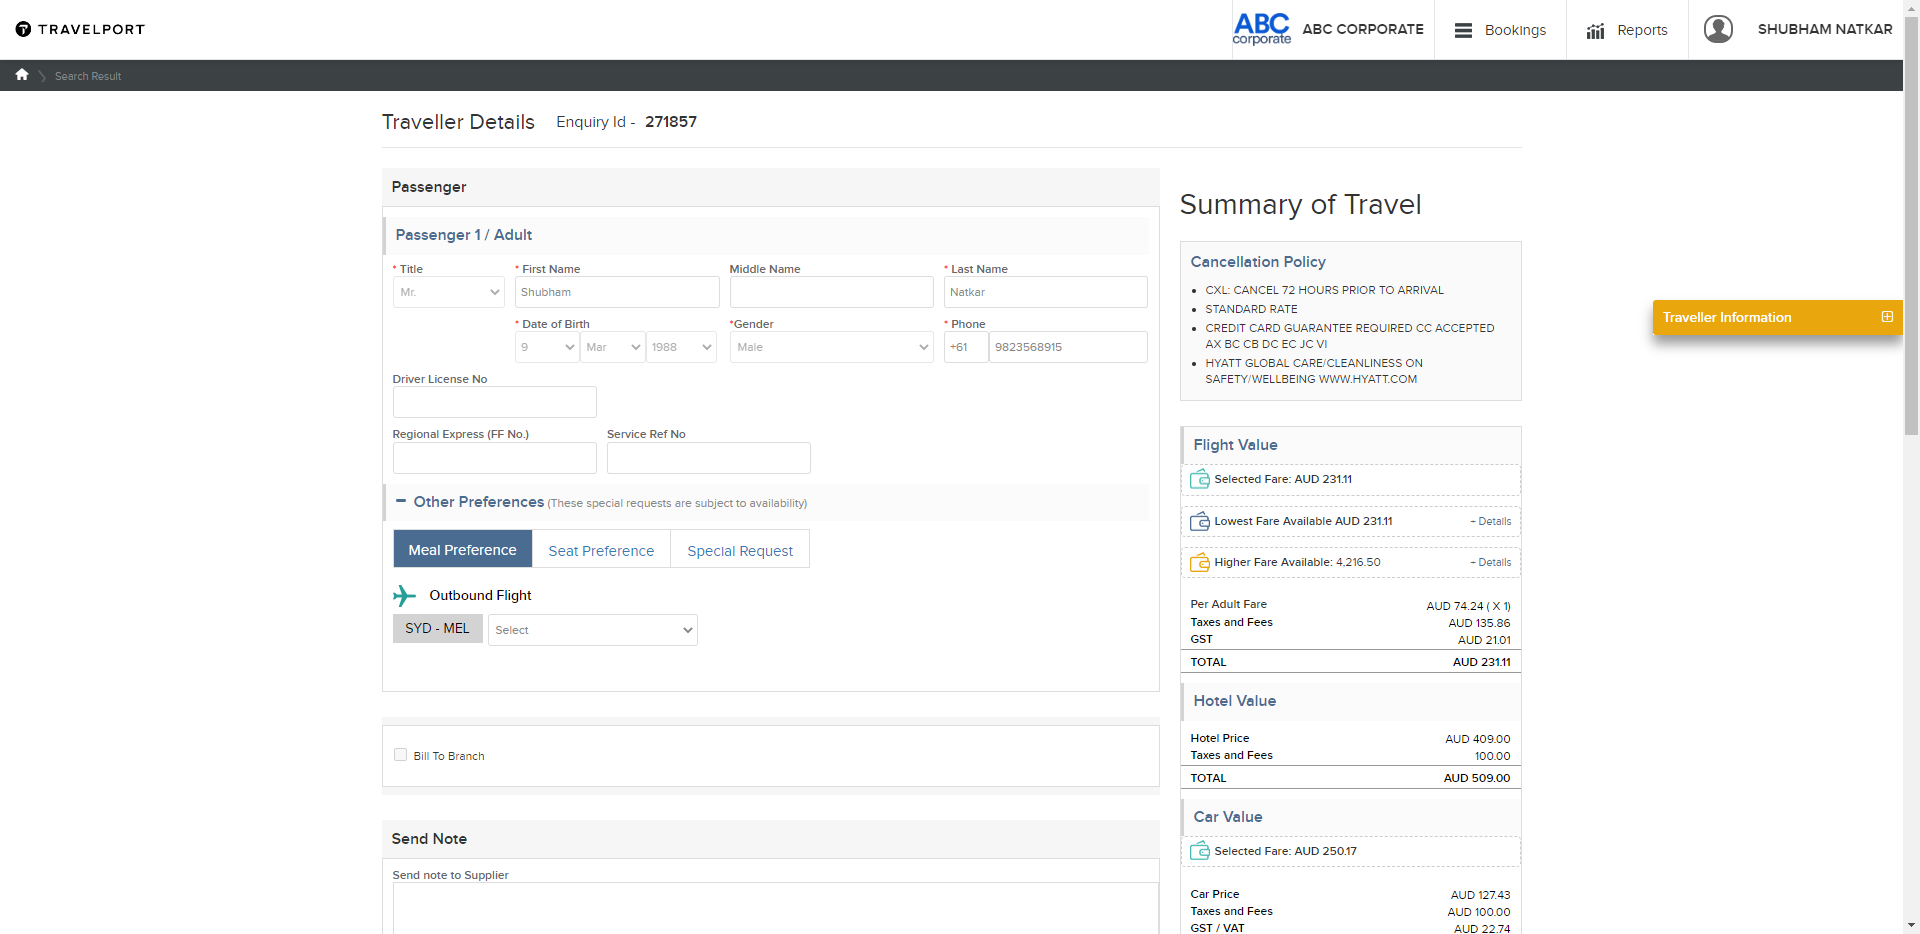 TRAVELPORT
ABC
corporate
ABC CORPORATE
Bookings
Reports
SHUBHAM NATKAR
Search Result
Traveller Details
Enquiry Id - 271857
Passenger
Passenger 1 / Adult
* Title
* First Name
Middle Name
* Last Name
Mr.
Shubham
Natkar
* Date of Birth
*Gender
* Phone
9
Mar
1988
Male
+61
9823568915
Driver License No
Regional Express (FF No.)
Service Ref No
Other Preferences (These special requests are subject to availability)
Meal Preference
Seat Preference
Special Request
Outbound Flight
SYD - MEL
Select
Bill To Branch
Send Note
Send note to Supplier
Summary of Travel
Cancellation Policy
CXL: CANCEL 72 HOURS PRIOR TO ARRIVAL
STANDARD RATE
CREDIT CARD GUARANTEE REQUIRED CC ACCEPTED
AX BC CB DC EC JC VI
HYATT GLOBAL CARE/CLEANLINESS ON
SAFETY/WELLBEING WWW.HYATT.COM
Flight Value
Selected Fare: AUD 231.11
Lowest Fare Available AUD 231.11 + Details
Higher Fare Available: 4,216.50 + Details
Per Adult Fare AUD 74.24 ( X 1)
Taxes and Fees AUD 135.86
GST AUD 21.01
TOTAL AUD 231.11
Hotel Value
Hotel Price AUD 409.00
Taxes and Fees 100.00
TOTAL AUD 509.00
Car Value
Selected Fare: AUD 250.17
Car Price AUD 127.43
Taxes and Fees AUD 100.00
GST / VAT AUD 22.74
Traveller Information